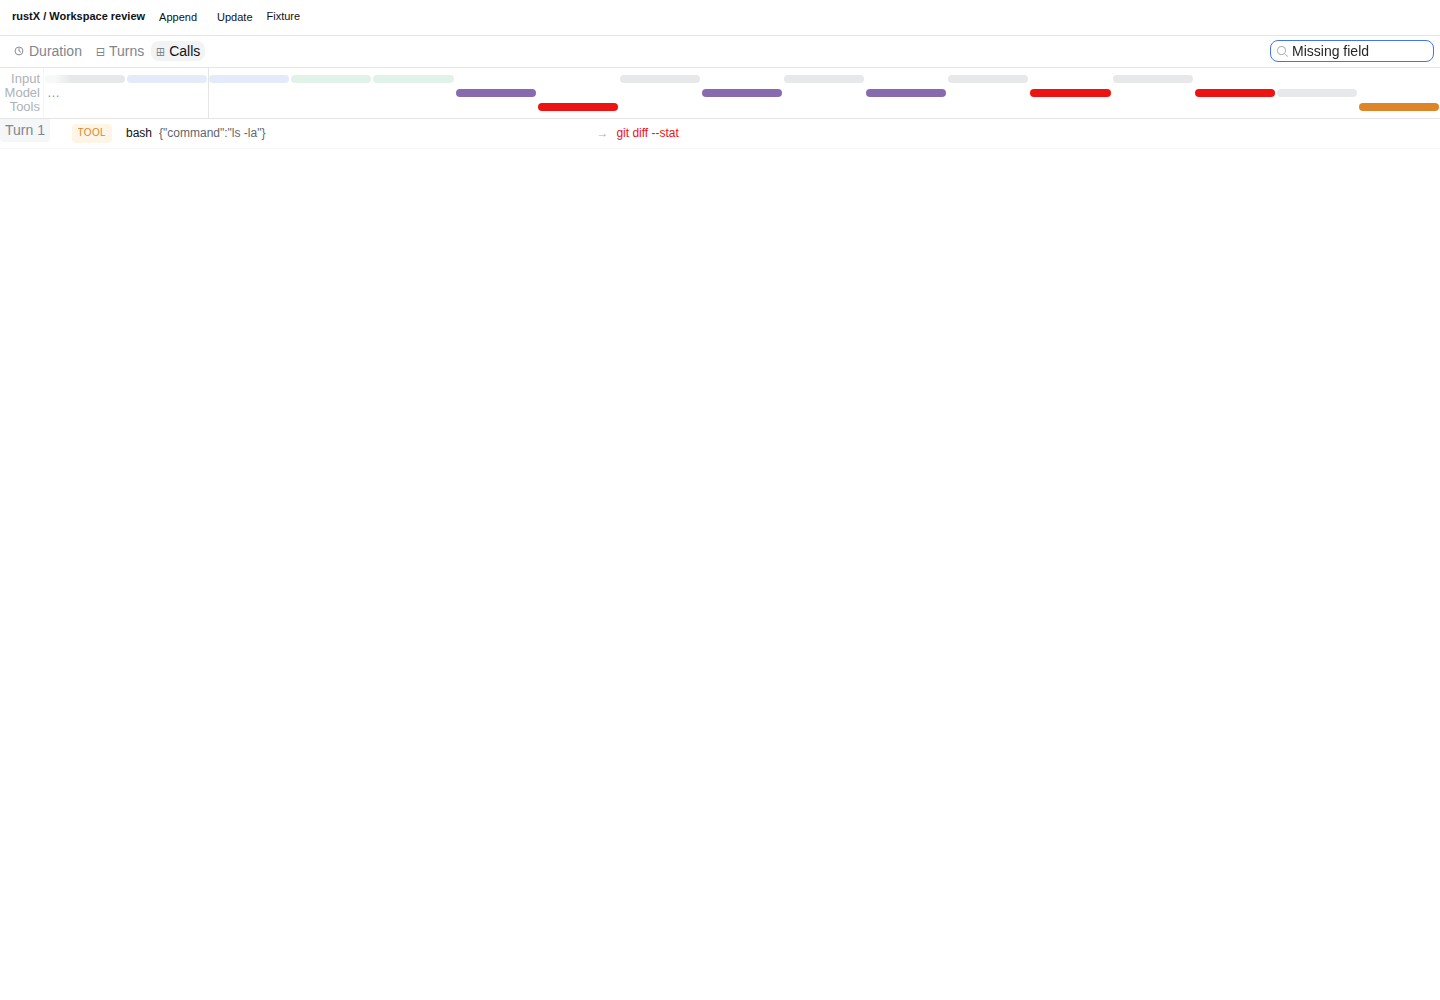 rustX / Workspace review Append Update Fixture
Duration Turns Calls Missing field
Input
Model ...
Tools
Turn 1 TOOL bash {"command":"ls -la"} → git diff --stat